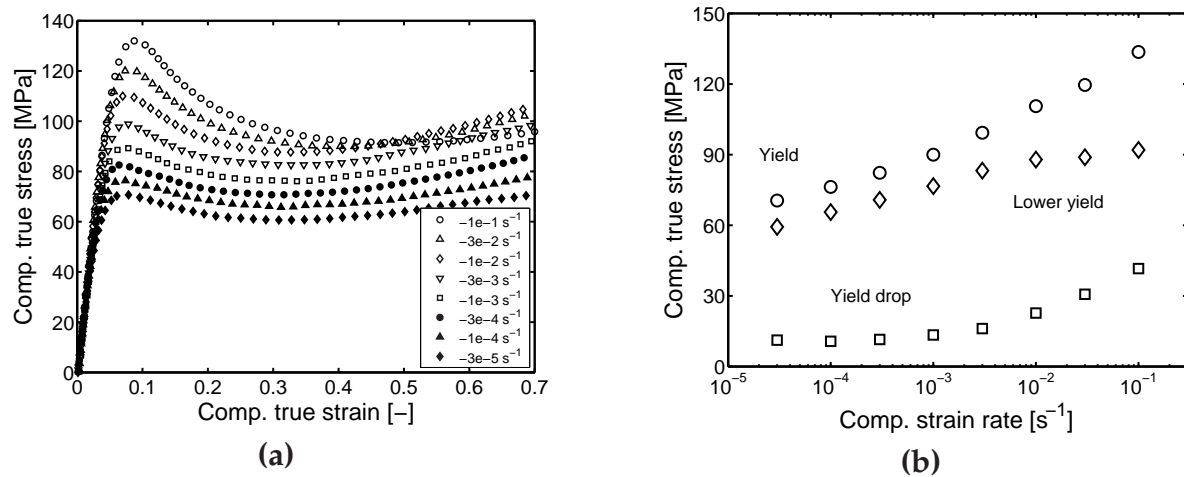 Comp. true stress [MPa]
140
120
100
80
60
40
20
0
0
0.1
0.2
0.3
0.4
0.5
0.6
0.7
Comp. true strain [−]
−1e−1 s−1
−3e−2 s−1
−1e−2 s−1
−3e−3 s−1
−1e−3 s−1
−3e−4 s−1
−1e−4 s−1
−3e−5 s−1
(a)
Comp. true stress [MPa]
150
120
90
60
30
0
Yield
Lower yield
Yield drop
10−5
10−4
10−3
10−2
10−1
Comp. strain rate [s−1]
(b)